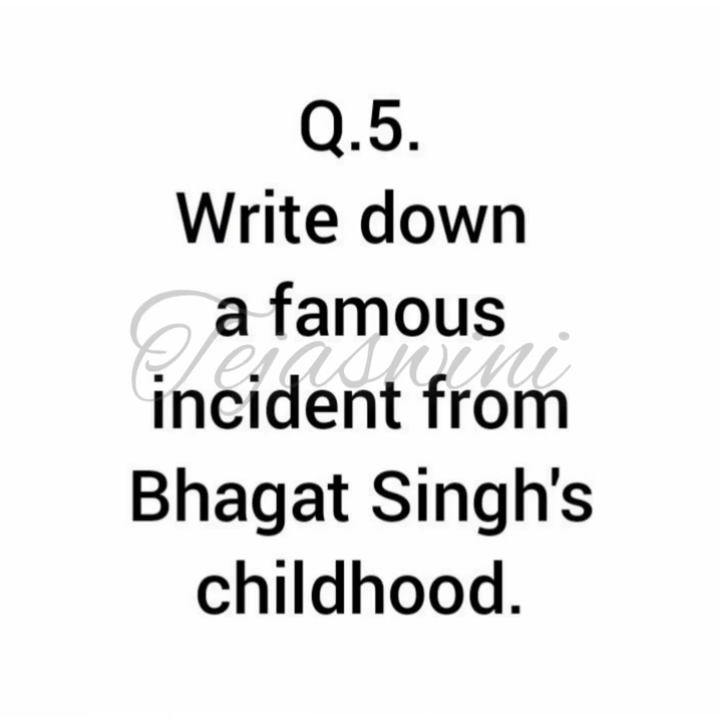 Q.5.
Write down
a famous
Tejaswini
incident from
Bhagat Singh's
childhood.